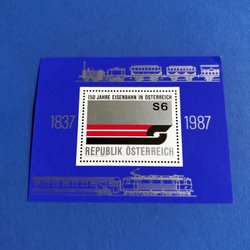 150 JAHRE EISENBAHN IN ÖSTERREICH
S6
1837
1987
REPUBLIK ÖSTERREICH